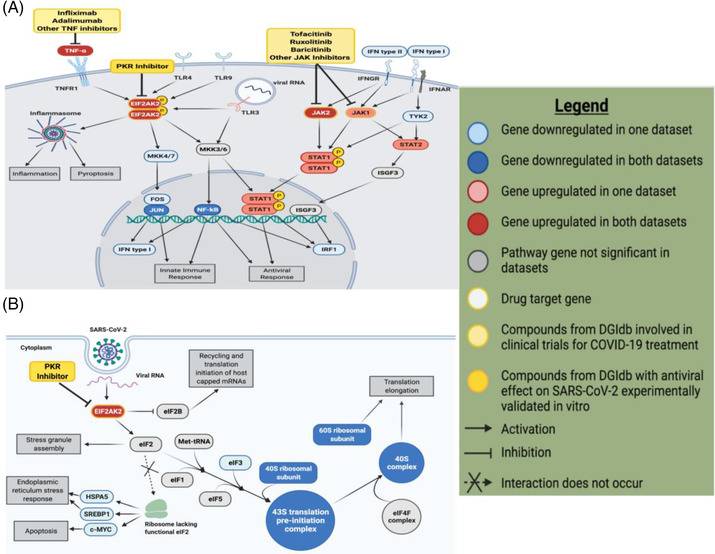 (A)
Infliximab
Adalimumab
Other TNF inhibitors
TNF-α
TNFR1
PKR Inhibitor
TLR4
TLR9
EIF2AK2
P
EIF2AK2
P
viral RNA
TLR3
Tofacitinib
Ruxolitinib
Baricitinib
Other JAK Inhibitors
IFN type II
IFN type I
IFNGR
IFNAR
JAK2
JAK1
TYK2
STAT1
P
STAT1
P
STAT2
ISGF3
Inflammasome
Inflammation
Pyroptosis
MKK4/7
MKK3/6
FOS
JUN
NF-kB
STAT1
P
STAT1
P
ISGF3
IFN type I
IRF1
Innate Immune
Response
Antiviral
Response
(B)
SARS-CoV-2
Cytoplasm
PKR
Inhibitor
Viral RNA
EIF2AK2
eIF2B
Recycling and
translation
initiation of host
capped mRNAs
Stress granule
assembly
eIF2
Met-tRNA
eIF1
eIF3
eIF5
40S ribosomal
subunit
43S translation
pre-initiation
complex
60S ribosomal
subunit
Translation
elongation
40S
complex
eIF4F
complex
Endoplasmic
reticulum stress
response
HSPA5
SREBP1
c-MYC
Apoptosis
Ribosome lacking
functional eIF2
Legend
Gene downregulated in one dataset
Gene downregulated in both datasets
Gene upregulated in one dataset
Gene upregulated in both datasets
Pathway gene not significant in
datasets
Drug target gene
Compounds from DGIdb involved in
clinical trials for COVID-19 treatment
Compounds from DGIdb with antiviral
effect on SARS-CoV-2 experimentally
validated in vitro
Activation
Inhibition
Interaction does not occur